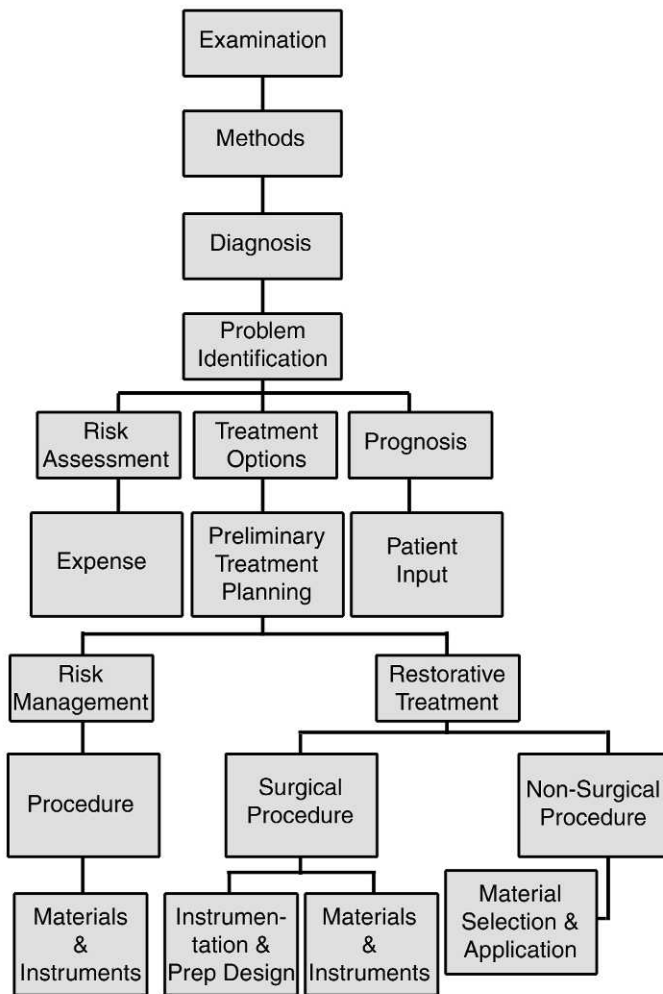 Examination
Methods
Diagnosis
Problem
Identification
Risk
Assessment
Treatment
Options
Prognosis
Expense
Preliminary
Treatment
Planning
Patient
Input
Risk
Management
Restorative
Treatment
Procedure
Surgical
Procedure
Non-Surgical
Procedure
Materials
&
Instruments
Instrumen-
tation &
Prep Design
Materials
&
Instruments
Material
Selection &
Application